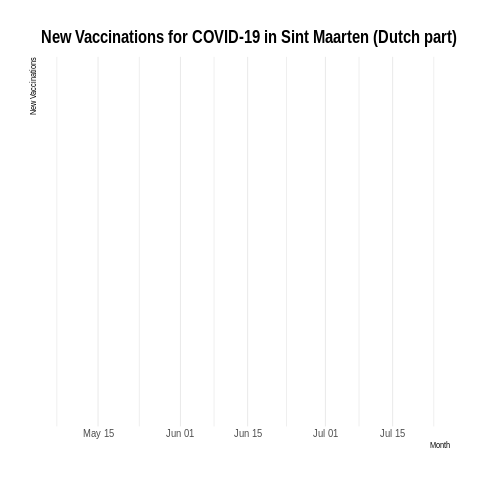 New Vaccinations for COVID-19 in Sint Maarten (Dutch part)
New Vaccinations
May 15 Jun 01 Jun 15 Jul 01 Jul 15
Month